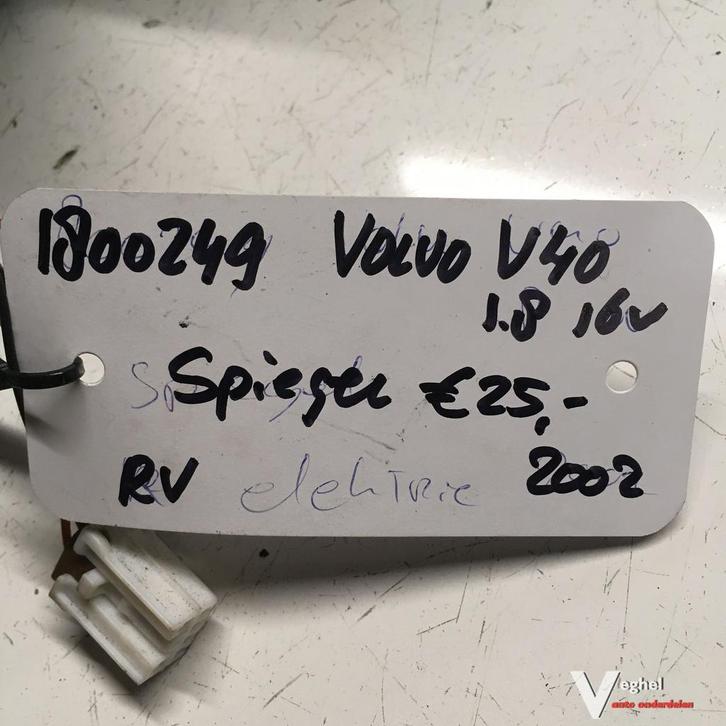 1800249 Volvo V40
1.8 16v
Spiegel €25,-
RV elektric 2002
Veghel
auto onderdelen